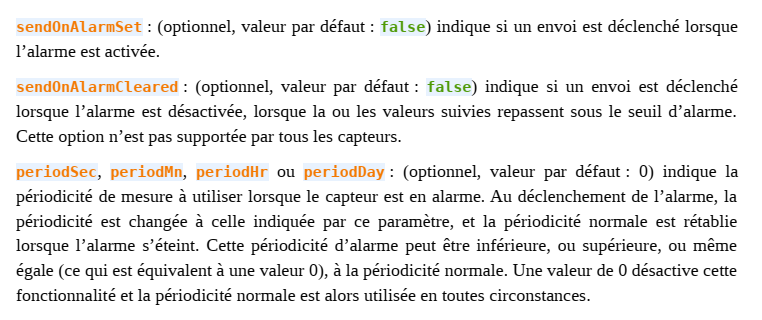 sendOnAlarmSet : (optionnel, valeur par défaut : false) indique si un envoi est déclenché lorsque
l’alarme est activée.
sendOnAlarmCleared : (optionnel, valeur par défaut : false) indique si un envoi est déclenché
lorsque l’alarme est désactivée, lorsque la ou les valeurs suivies repassent sous le seuil d’alarme.
Cette option n’est pas supportée par tous les capteurs.
periodSec, periodMn, periodHr ou periodDay : (optionnel, valeur par défaut : 0) indique la
périodicité de mesure à utiliser lorsque le capteur est en alarme. Au déclenchement de l’alarme, la
périodicité est changée à celle indiquée par ce paramètre, et la périodicité normale est rétablie
lorsque l’alarme s’éteint. Cette périodicité d’alarme peut être inférieure, ou supérieure, ou même
égale (ce qui est équivalent à une valeur 0), à la périodicité normale. Une valeur de 0 désactive cette
fonctionnalité et la périodicité normale est alors utilisée en toutes circonstances.